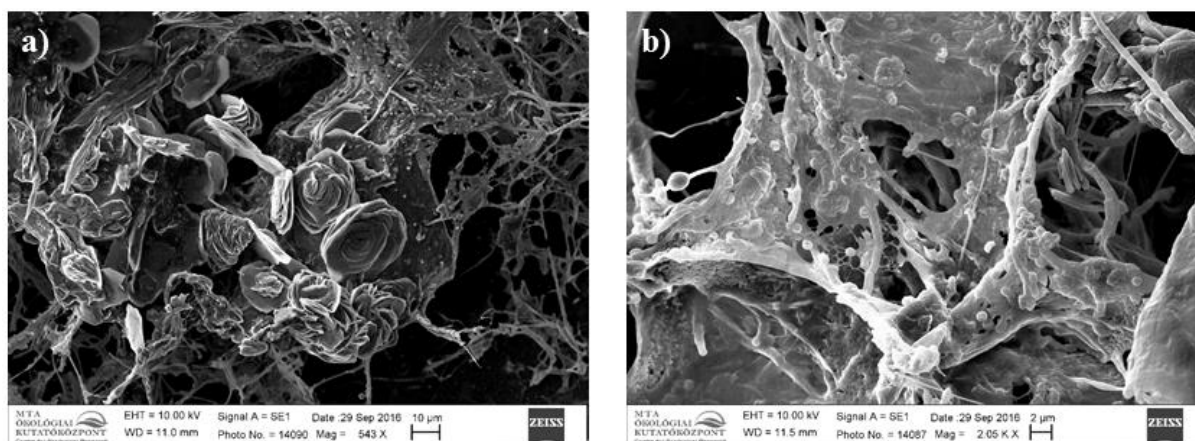 a)
MTA
ÖKOLÓGIAI
KUTATÓKÖZPONT
EHT = 10.00 kV
WD = 11.0 mm
Signal A = SE1
Photo No. = 14090
Date :29 Sep 2016
Mag = 543 X
10 µm
ZEISS
b)
MTA
ÖKOLÓGIAI
KUTATÓKÖZPONT
EHT = 10.00 kV
WD = 11.5 mm
Signal A = SE1
Photo No. = 14087
Date :29 Sep 2016
Mag = 2.05 K X
2 µm
ZEISS